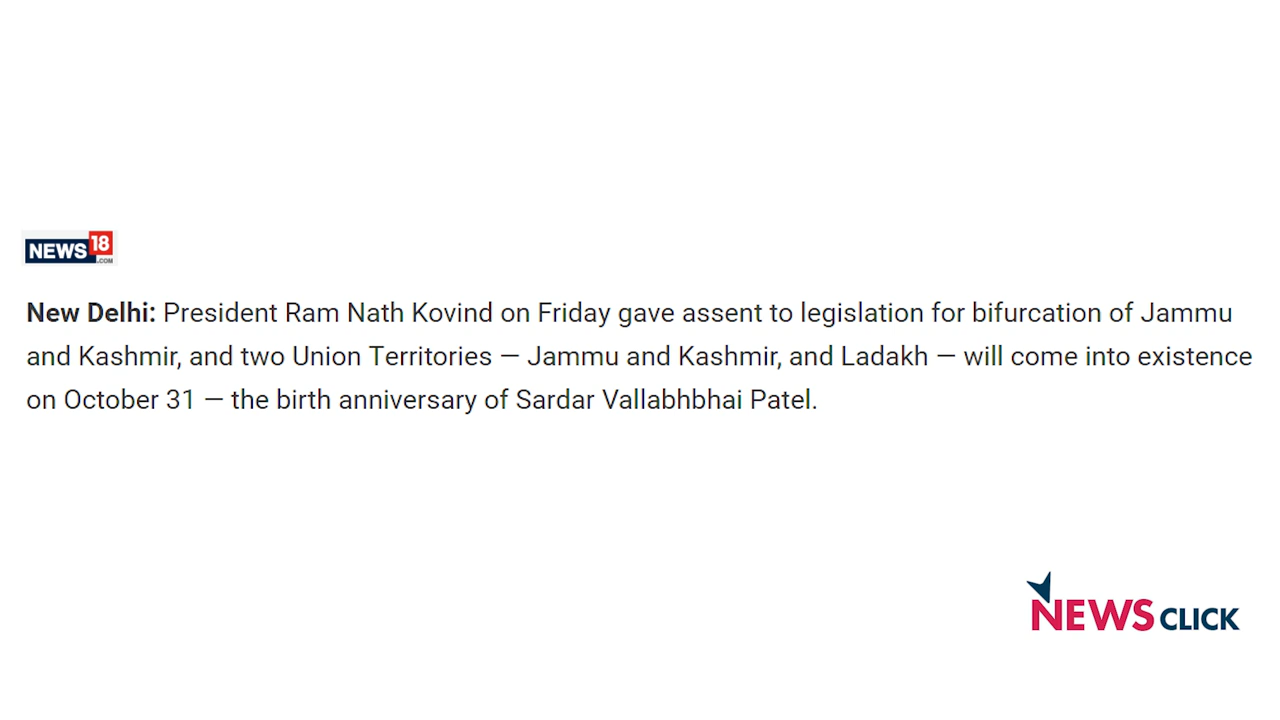 NEWS 18
.COM
New Delhi: President Ram Nath Kovind on Friday gave assent to legislation for bifurcation of Jammu
and Kashmir, and two Union Territories — Jammu and Kashmir, and Ladakh — will come into existence
on October 31 — the birth anniversary of Sardar Vallabhbhai Patel.
NEWS CLICK